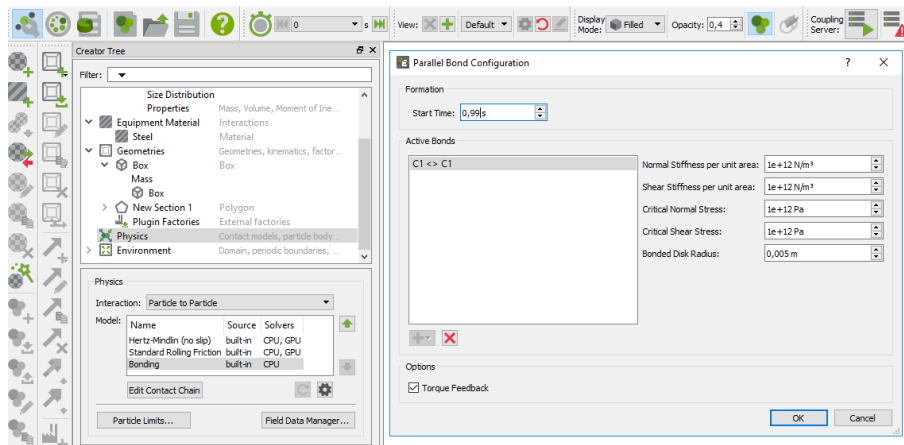 0
s
View:
Default
Display Mode:
Filled
Opacity: 0,4
Coupling Server:
Creator Tree
Filter:
Size Distribution
Properties Mass, Volume, Moment of Ine...
Equipment Material Interactions
Steel Material
Geometries Geometries, kinematics, factor...
Box Box
Mass
Box
New Section 1 Polygon
Plugin Factories External factories
Physics Contact models, particle body...
Environment Domain, periodic boundaries, ...
Physics
Interaction: Particle to Particle
Model:
Name Source Solvers
Hertz-Mindlin (no slip) built-in CPU, GPU
Standard Rolling Friction built-in CPU, GPU
Bonding built-in CPU
Edit Contact Chain
Particle Limits... Field Data Manager...
Parallel Bond Configuration ?
Formation
Start Time: 0,99s
Active Bonds
C1 <> C1
Normal Stiffness per unit area: 1e+12 N/m³
Shear Stiffness per unit area: 1e+12 N/m³
Critical Normal Stress: 1e+12 Pa
Critical Shear Stress: 1e+12 Pa
Bonded Disk Radius: 0,005 m
Options
Torque Feedback
OK Cancel